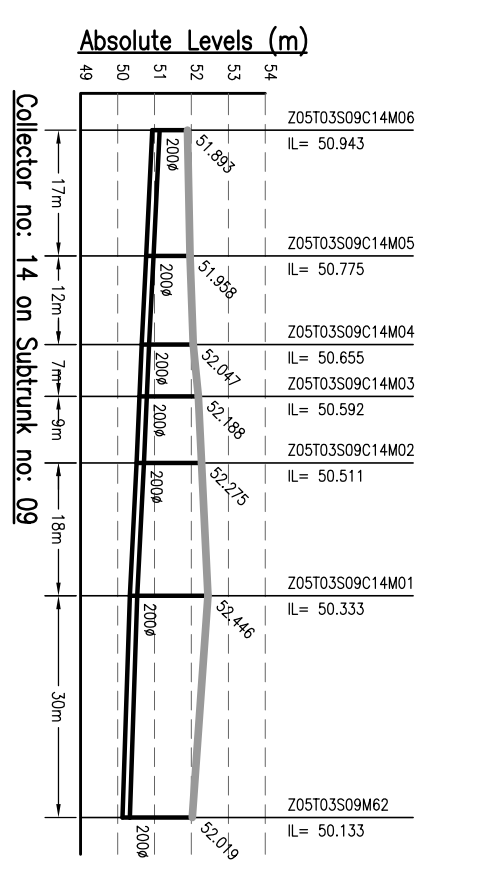 Absolute Levels (m)
49
50
51
52
53
54
Z05T03S09C14M06
IL= 50.943
51.893
200ø
17m
Z05T03S09C14M05
IL= 50.775
51.958
200ø
12m
Z05T03S09C14M04
IL= 50.655
52.047
200ø
7m
Z05T03S09C14M03
IL= 50.592
52.188
200ø
9m
Z05T03S09C14M02
IL= 50.511
52.275
200ø
18m
Z05T03S09C14M01
IL= 50.333
52.446
200ø
30m
Z05T03S09M62
IL= 50.133
52.019
200ø
Collector no: 14 on Subtrunk no: 09